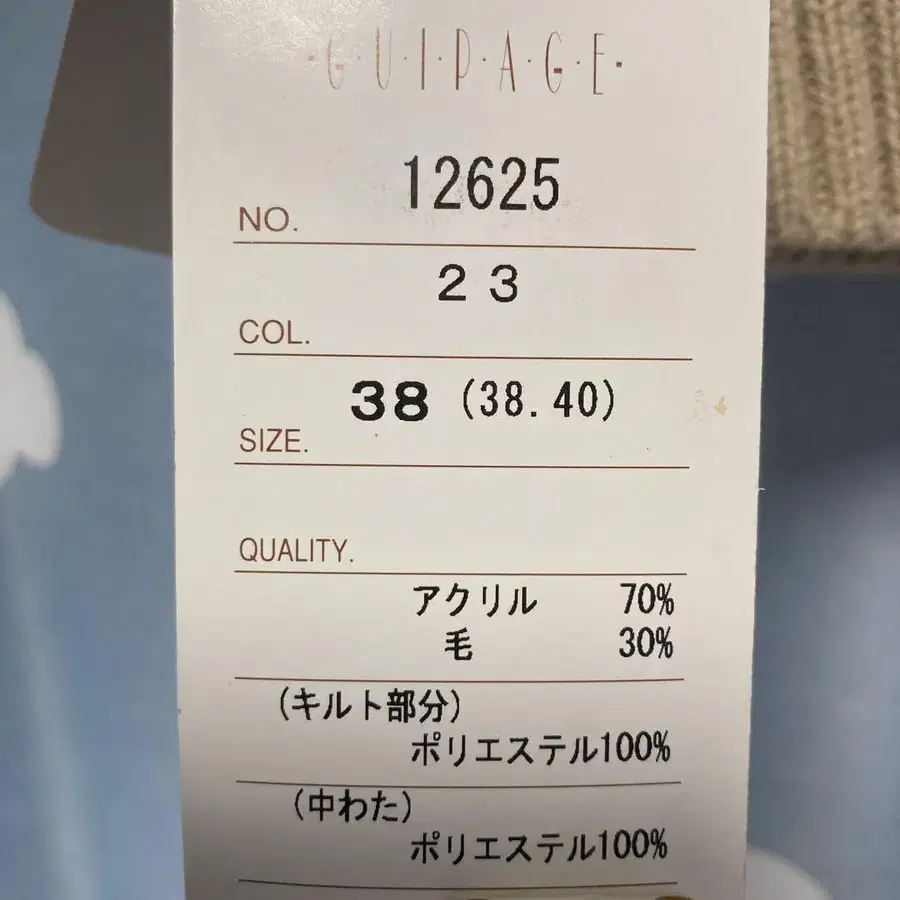 ·G·U·I·P·A·G·E·
12625
NO.
23
COL.
38 (38.40)
SIZE.
QUALITY.
アクリル 70%
毛 30%
(キルト部分)
ポリエステル100%
(中わた)
ポリエステル100%